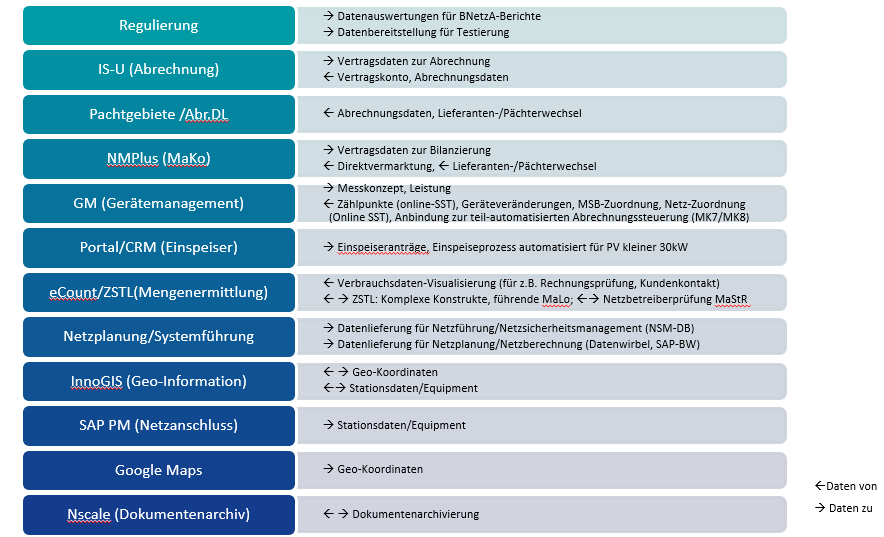 Regulierung
→ Datenauswertungen für BNetzA-Berichte
→ Datenbereitstellung für Testierung
IS-U (Abrechnung)
→ Vertragsdaten zur Abrechnung
← Vertragskonto, Abrechnungsdaten
Pachtgebiete /Abr.DL
← Abrechnungsdaten, Lieferanten-/Pächterwechsel
NMPlus (MaKo)
→ Vertragsdaten zur Bilanzierung
← Direktvermarktung, ← Lieferanten-/Pächterwechsel
GM (Gerätemanagement)
→ Messkonzept, Leistung
← Zählpunkte (online-SST), Geräteveränderungen, MSB-Zuordnung, Netz-Zuordnung
(Online SST), Anbindung zur teil-automatisierten Abrechnungssteuerung (MK7/MK8)
Portal/CRM (Einspeiser)
→ Einspeiseranträge, Einspeiseprozess automatisiert für PV kleiner 30kW
eCount/ZSTL(Mengenermittlung)
← Verbrauchsdaten-Visualisierung (für z.B. Rechnungsprüfung, Kundenkontakt)
← → ZSTL: Komplexe Konstrukte, führende MaLo; ←→ Netzbetreiberprüfung MaStR
Netzplanung/Systemführung
→ Datenlieferung für Netzführung/Netzsicherheitsmanagement (NSM-DB)
→ Datenlieferung für Netzplanung/Netzberechnung (Datenwirbel, SAP-BW)
InnoGIS (Geo-Information)
← → Geo-Koordinaten
←→ Stationsdaten/Equipment
SAP PM (Netzanschluss)
→ Stationsdaten/Equipment
Google Maps
→ Geo-Koordinaten
Nscale (Dokumentenarchiv)
← → Dokumentenarchivierung
←Daten von
→ Daten zu